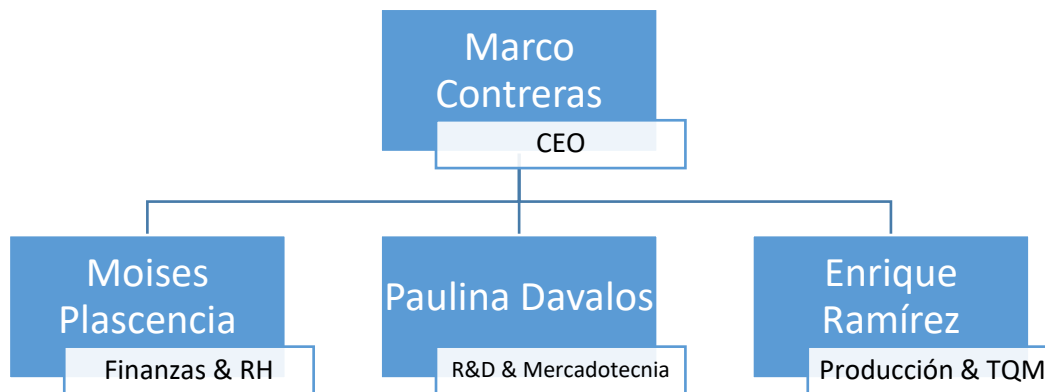 Marco
Contreras
CEO
Moises
Plascencia
Finanzas & RH
Paulina Davalos
R&D & Mercadotecnia
Enrique
Ramírez
Producción & TQM